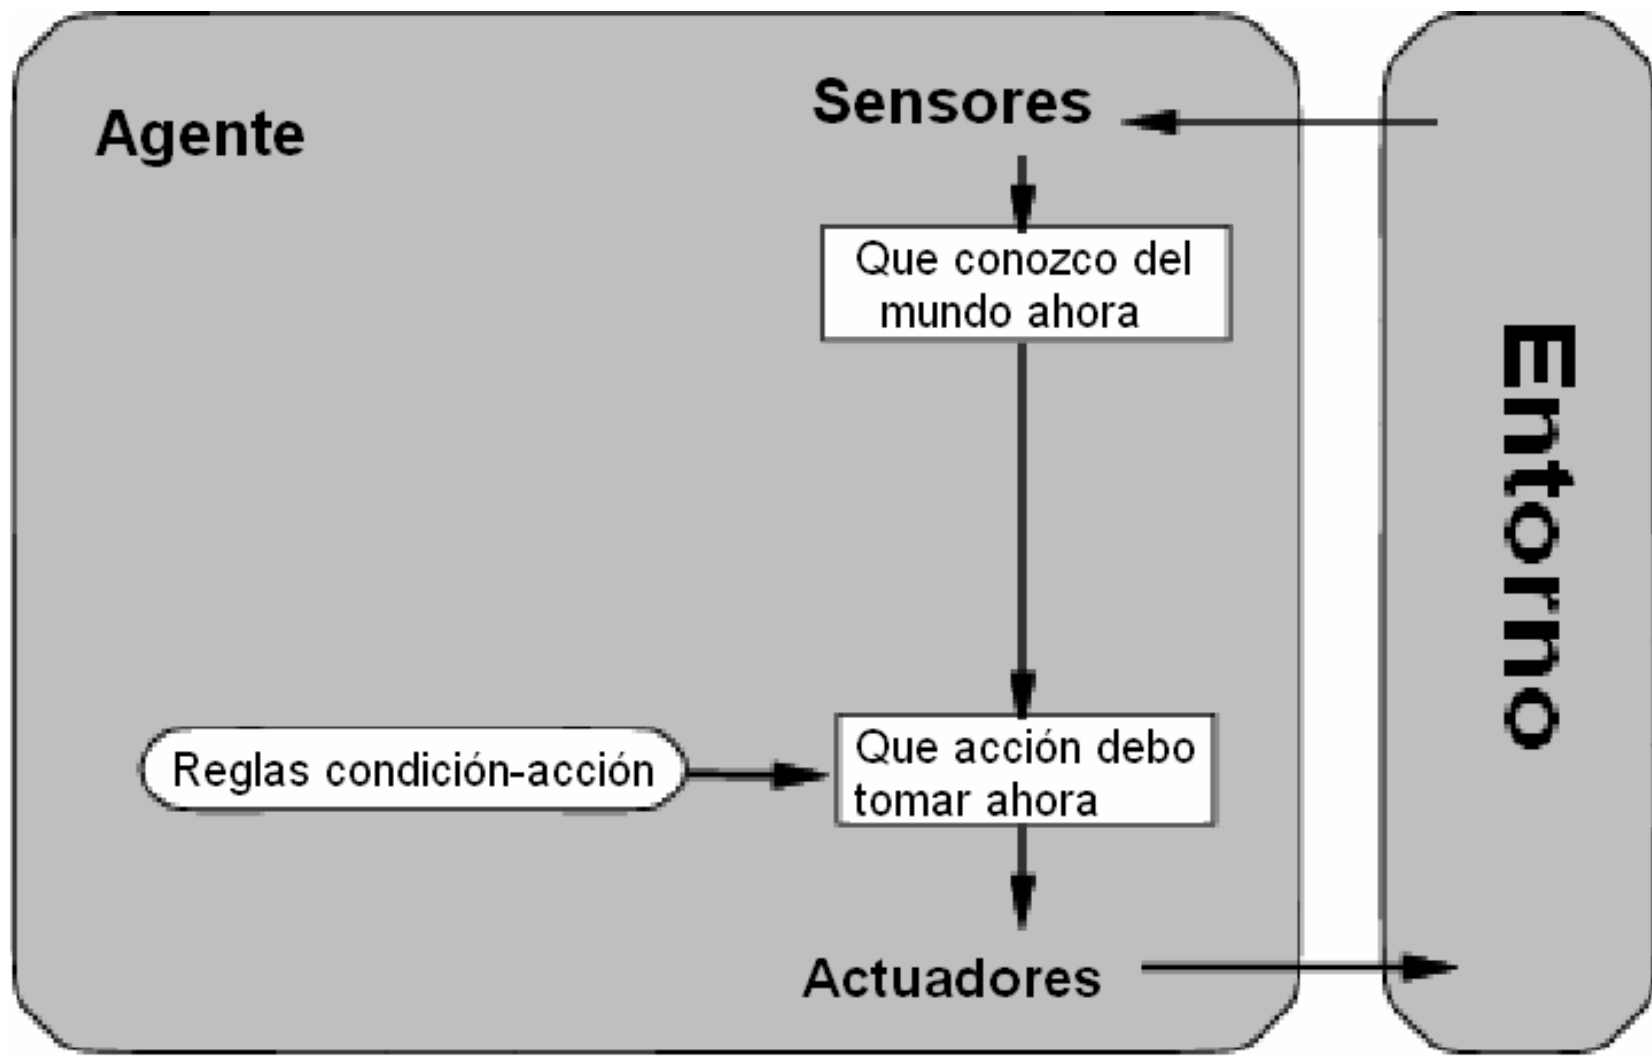 Agente
Sensores
Que conozco del
mundo ahora
Reglas condición-acción
Que acción debo
tomar ahora
Actuadores
Entorno